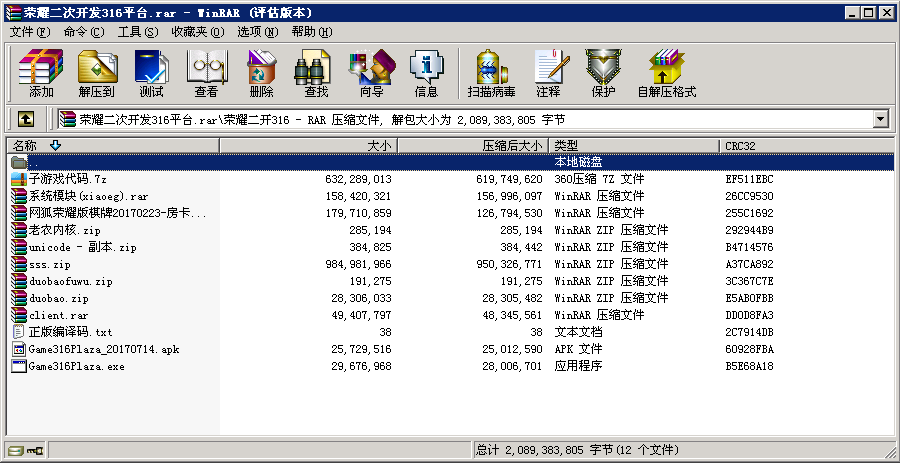 荣耀二次开发316平台.rar - WinRAR (评估版本)
文件(F) 命令(C) 工具(S) 收藏夹(O) 选项(N) 帮助(H)
添加 解压到 测试 查看 删除 查找 向导 信息 扫描病毒 注释 保护 自解压格式
荣耀二次开发316平台.rar\荣耀二开316 - RAR 压缩文件, 解包大小为 2,089,383,805 字节
名称 大小 压缩后大小 类型 CRC32
.. 本地磁盘
子游戏代码.7z 632,289,013 619,749,620 360压缩 7Z 文件 EF511EBC
系统模块(xiaoeg).rar 158,420,321 156,996,097 WinRAR 压缩文件 26CC9530
网狐荣耀版棋牌20170223-房卡... 179,710,859 126,794,530 WinRAR 压缩文件 255C1692
老农内核.zip 285,194 285,194 WinRAR ZIP 压缩文件 292944B9
unicode - 副本.zip 384,825 384,442 WinRAR ZIP 压缩文件 B4714576
sss.zip 984,981,966 950,326,771 WinRAR ZIP 压缩文件 A37CA892
duobaofuwu.zip 191,275 191,275 WinRAR ZIP 压缩文件 3C367C7E
duobao.zip 28,306,033 28,305,482 WinRAR ZIP 压缩文件 E5AB0FBB
client.rar 49,407,797 48,345,561 WinRAR 压缩文件 DD0D8FA3
正版编译码.txt 38 38 文本文档 2C7914DB
Game316Plaza_20170714.apk 25,729,516 25,012,590 APK 文件 60928FBA
Game316Plaza.exe 29,676,968 28,006,701 应用程序 B5E68A18
总计 2,089,383,805 字节(12 个文件)